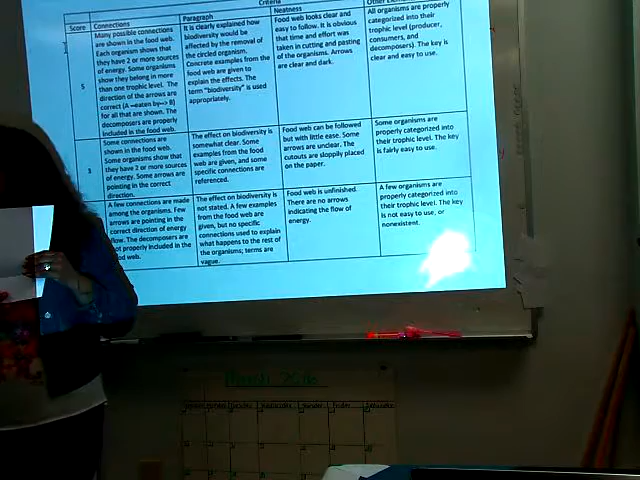 Criteria
Score
Connections
Paragraph
Neatness
5
Many possible connections
are shown in the food web.
Each organism shows that
they have 2 or more sources
of energy. Some organisms
show they belong in more
than one trophic level. The
direction of the arrows are
correct (A —eaten by—> B)
for all that are shown. The
decomposers are properly
included in the food web.
It is clearly explained how
biodiversity would be
affected by the removal of
the circled organism.
Concrete examples from the
food web are given to
explain the effects. The
term "biodiversity" is used
appropriately.
Food web looks clear and
easy to follow. It is obvious
that time and effort was
taken in cutting and pasting
of the organisms. Arrows
are clear and dark.
All organisms are properly
categorized into their
trophic level (producer,
consumers, and
decomposers). The key is
clear and easy to use.
3
Some connections are
shown in the food web.
Some organisms show that
they have 2 or more sources
of energy. Some arrows are
pointing in the correct
direction.
The effect on biodiversity is
somewhat clear. Some
examples from the food
web are given, and some
specific connections are
referenced.
Food web can be followed
but with little ease. Some
arrows are unclear. The
cutouts are sloppily placed
on the paper.
Some organisms are
properly categorized into
their trophic level. The key
is fairly easy to use.
A few connections are made
among the organisms. Few
arrows are pointing in the
correct direction of energy
flow. The decomposers are
not properly included in the
food web.
The effect on biodiversity is
not stated. A few examples
from the food web are
given, but no specific
connections used to explain
what happens to the rest of
the organisms; terms are
vague.
Food web is unfinished.
There are no arrows
indicating the flow of
energy.
A few organisms are
properly categorized into
their trophic level. The key
is not easy to use, or
nonexistent.
March 2016